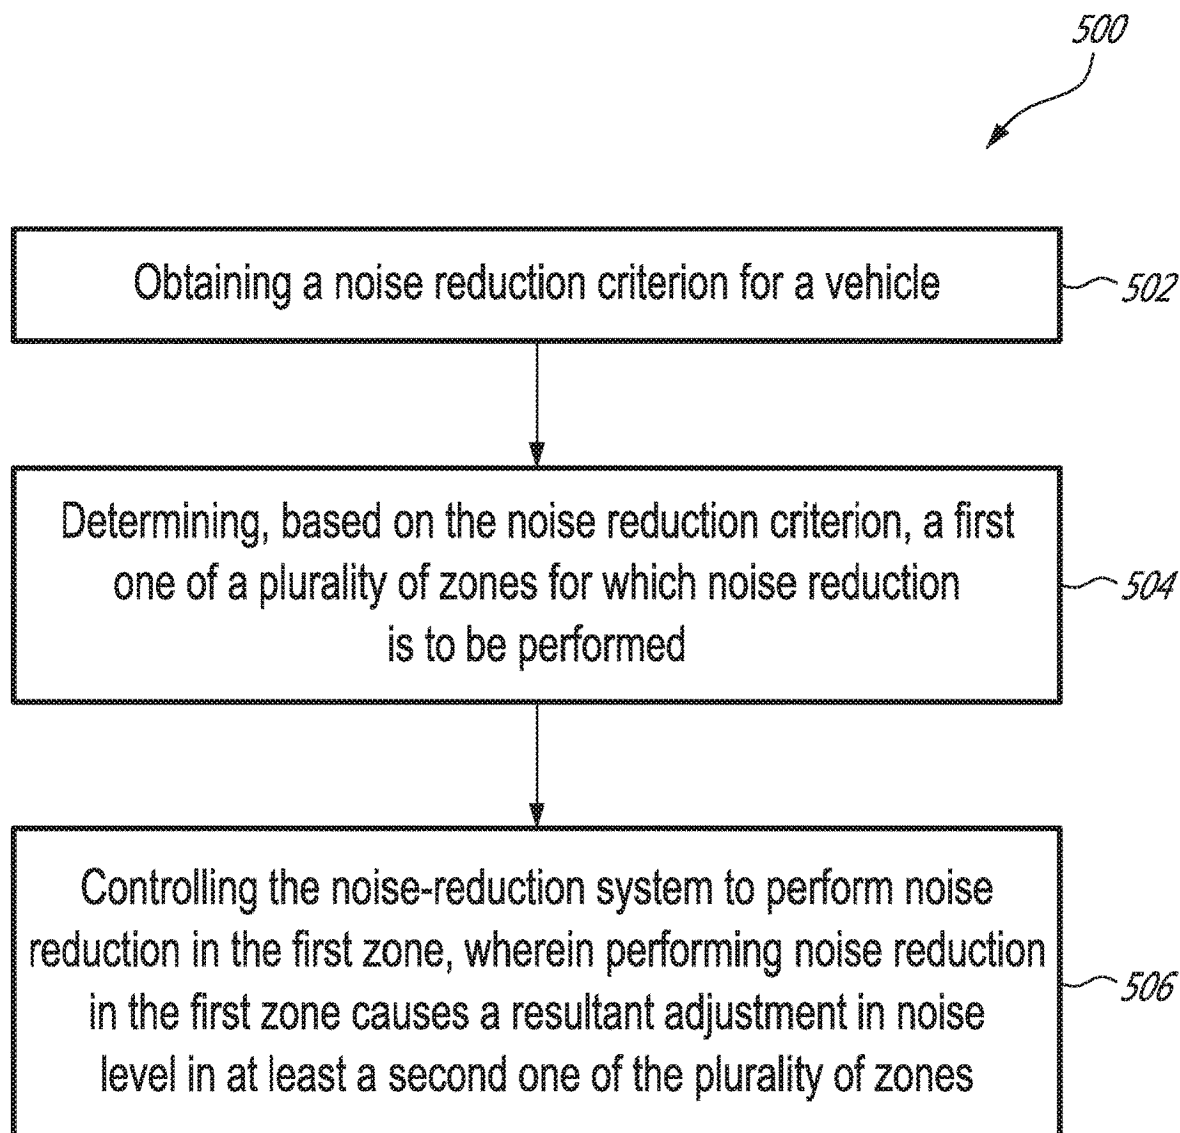 500
Obtaining a noise reduction criterion for a vehicle
502
Determining, based on the noise reduction criterion, a first
one of a plurality of zones for which noise reduction
is to be performed
504
Controlling the noise-reduction system to perform noise
reduction in the first zone, wherein performing noise reduction
in the first zone causes a resultant adjustment in noise
level in at least a second one of the plurality of zones
506